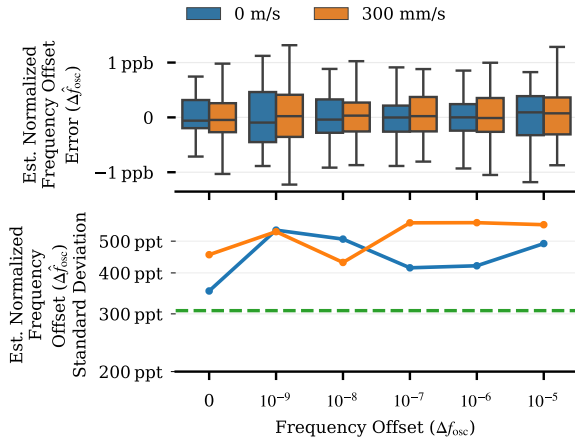 0 m/s 300 mm/s
Est. Normalized
Frequency Offset
Error (Δf̂osc)
1 ppb
0
−1 ppb
Est. Normalized
Frequency
Offset (Δf̂osc)
Standard Deviation
500 ppt
400 ppt
300 ppt
200 ppt
0 10⁻⁹ 10⁻⁸ 10⁻⁷ 10⁻⁶ 10⁻⁵
Frequency Offset (Δfosc)